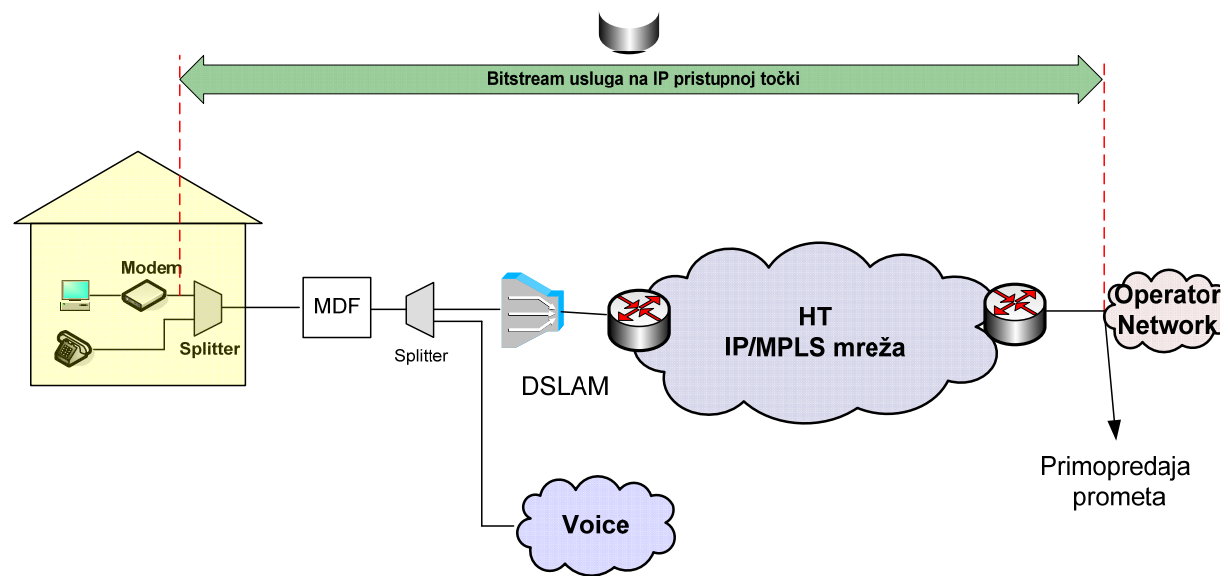 Bitstream usluga na IP pristupnoj točki
Modem
Splitter
MDF
Splitter
DSLAM
HT
IP/MPLS mreža
Operator
Network
Primopredaja
prometa
Voice